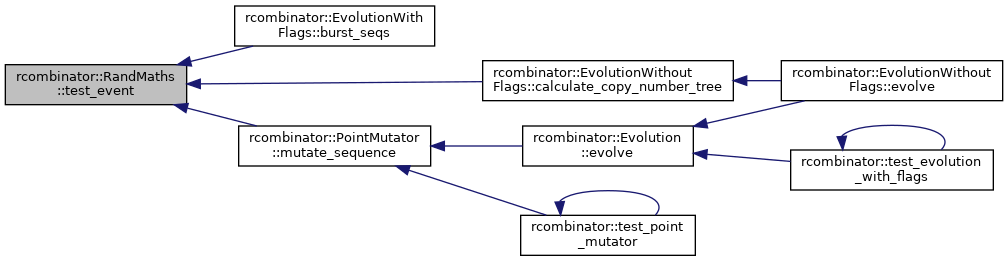 rcombinator::EvolutionWith
Flags::burst_seqs
rcombinator::RandMaths
::test_event
rcombinator::EvolutionWithout
Flags::calculate_copy_number_tree
rcombinator::EvolutionWithout
Flags::evolve
rcombinator::PointMutator
::mutate_sequence
rcombinator::Evolution
::evolve
rcombinator::test_evolution
_with_flags
rcombinator::test_point
_mutator